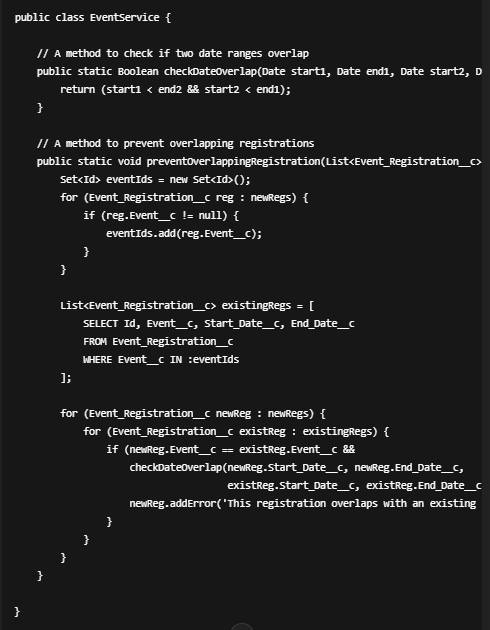 public class EventService {
// A method to check if two date ranges overlap
public static Boolean checkDateOverlap(Date start1, Date end1, Date start2, D
return (start1 < end2 && start2 < end1);
}
// A method to prevent overlapping registrations
public static void preventOverlappingRegistration(List<Event_Registration__c>
Set<Id> eventIds = new Set<Id>();
for (Event_Registration__c reg : newRegs) {
if (reg.Event__c != null) {
eventIds.add(reg.Event__c);
}
}
List<Event_Registration__c> existingRegs = [
SELECT Id, Event__c, Start_Date__c, End_Date__c
FROM Event_Registration__c
WHERE Event__c IN :eventIds
];
for (Event_Registration__c newReg : newRegs) {
for (Event_Registration__c existReg : existingRegs) {
if (newReg.Event__c == existReg.Event__c &&
checkDateOverlap(newReg.Start_Date__c, newReg.End_Date__c,
existReg.Start_Date__c, existReg.End_Date__c
newReg.addError('This registration overlaps with an existing
}
}
}
}
}